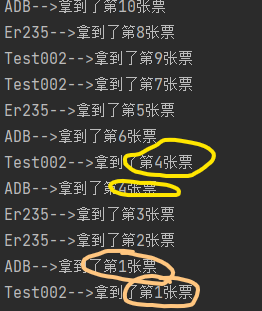 ADB-->拿到了第10张票
Er235-->拿到了第8张票
Test002-->拿到了第9张票
Test002-->拿到了第7张票
Er235-->拿到了第5张票
ADB-->拿到了第6张票
Test002-->拿到了第4张票
ADB-->拿到了第4张票
Er235-->拿到了第3张票
Er235-->拿到了第2张票
ADB-->拿到了第1张票
Test002-->拿到了第1张票